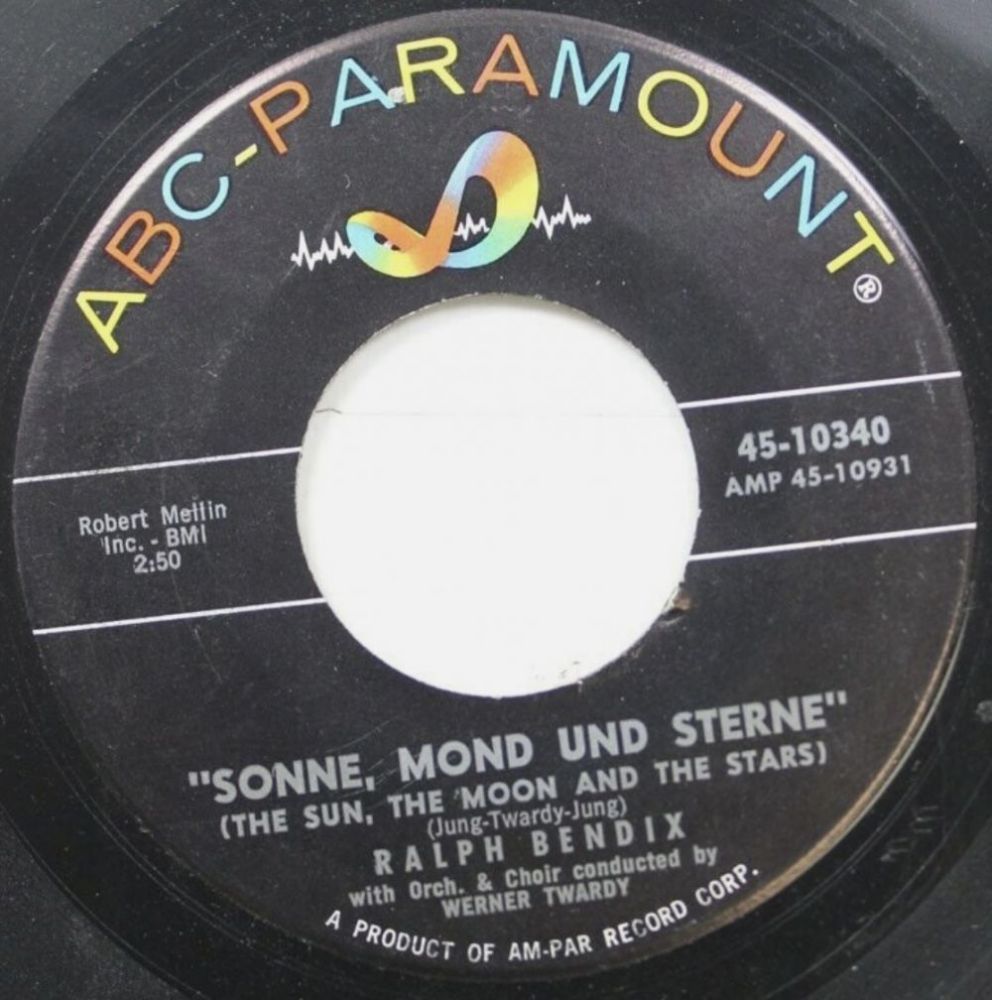 ABC-PARAMOUNT®
45-10340
AMP 45-10931
Robert Mellin
Inc. - BMI
2:50
"SONNE, MOND UND STERNE"
(THE SUN, THE MOON AND THE STARS)
(Jung-Twardy-Jung)
RALPH BENDIX
with Orch. & Choir conducted by
WERNER TWARDY
A PRODUCT OF AM-PAR RECORD CORP.